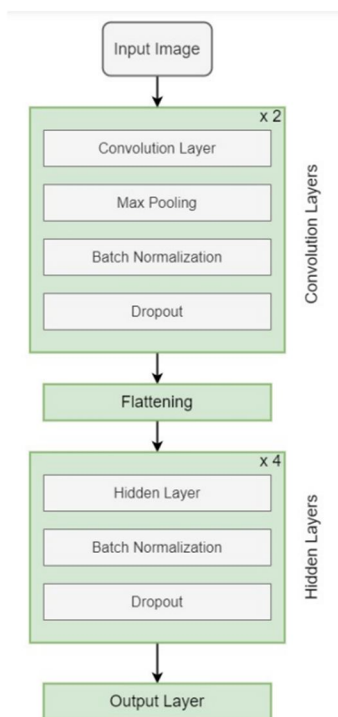 Input Image
x 2
Convolution Layer
Max Pooling
Batch Normalization
Dropout
Convolution Layers
Flattening
x 4
Hidden Layer
Batch Normalization
Dropout
Hidden Layers
Output Layer